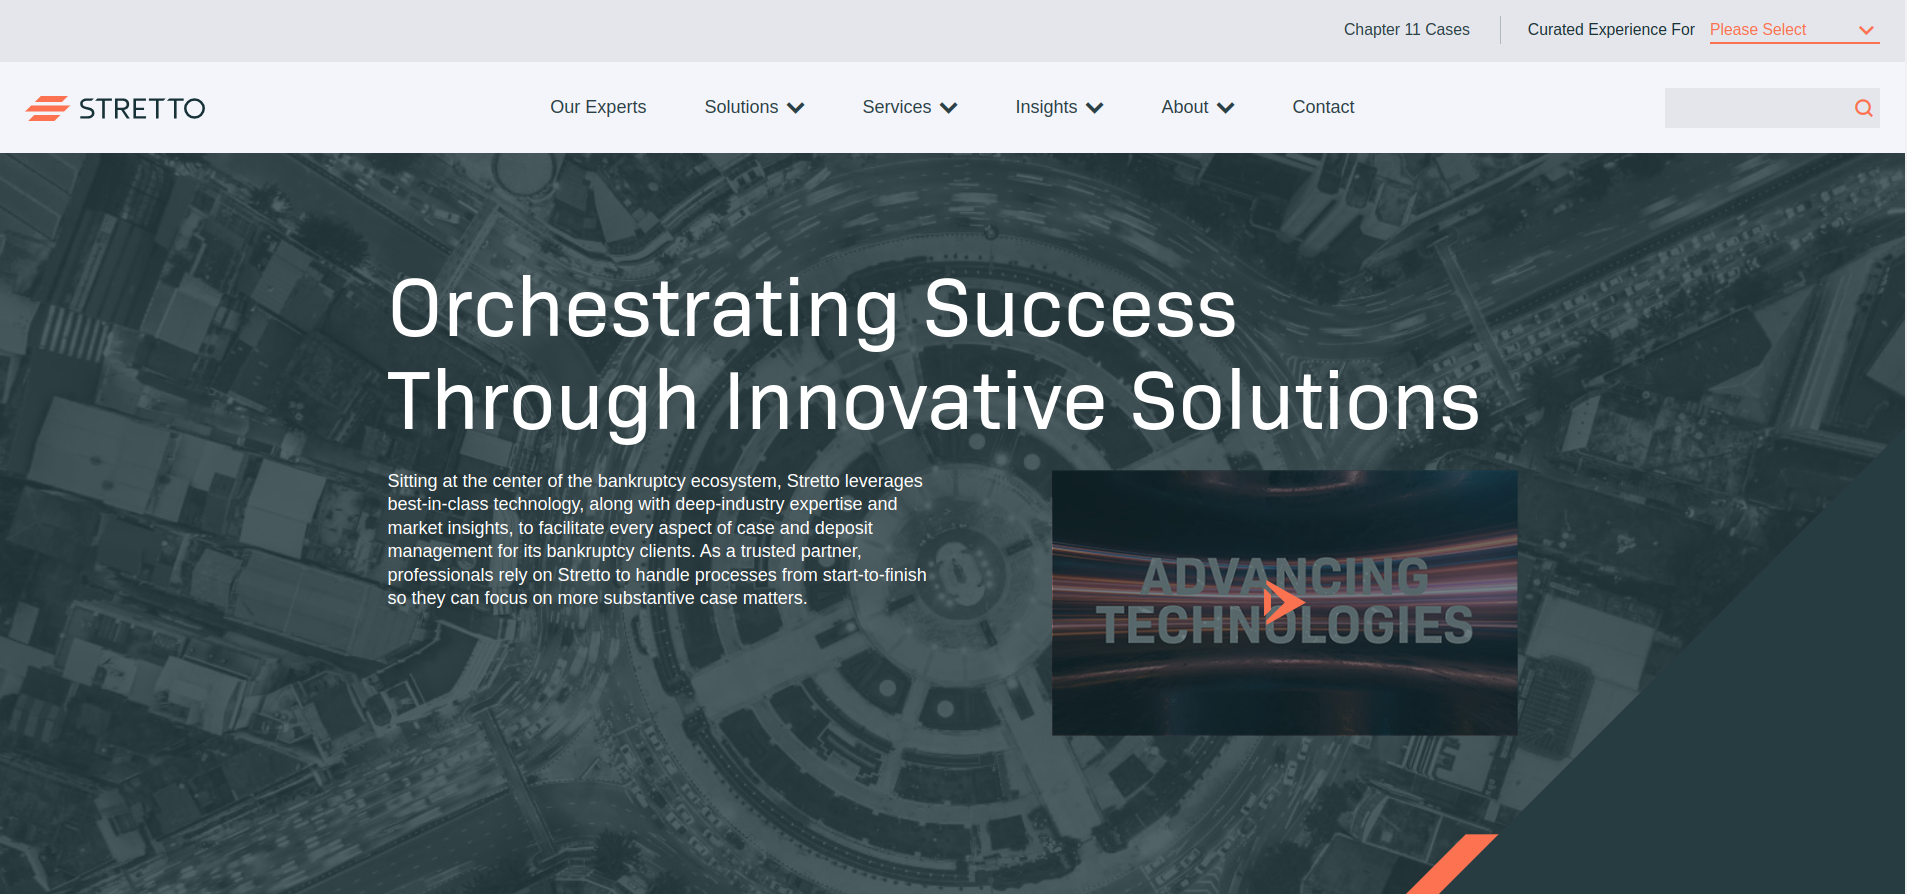 Chapter 11 Cases
Curated Experience For
Please Select
STRETTO
Our Experts
Solutions
Services
Insights
About
Contact
Orchestrating Success
Through Innovative Solutions
Sitting at the center of the bankruptcy ecosystem, Stretto leverages
best-in-class technology, along with deep-industry expertise and
market insights, to facilitate every aspect of case and deposit
management for its bankruptcy clients. As a trusted partner,
professionals rely on Stretto to handle processes from start-to-finish
so they can focus on more substantive case matters.
ADVANCING
TECHNOLOGIES